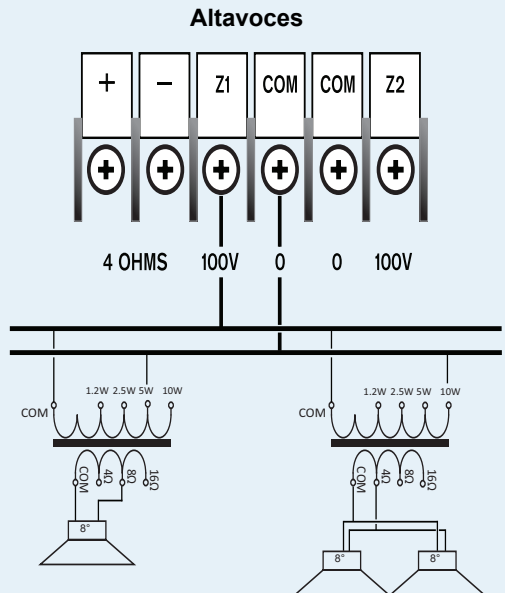 Altavoces
+ − Z1 COM COM Z2
4 OHMS 100V 0 0 100V
COM 1.2W 2.5W 5W 10W
COM 4Ω 8Ω 16Ω
8°
COM 1.2W 2.5W 5W 10W
COM 4Ω 8Ω 16Ω
8° 8°